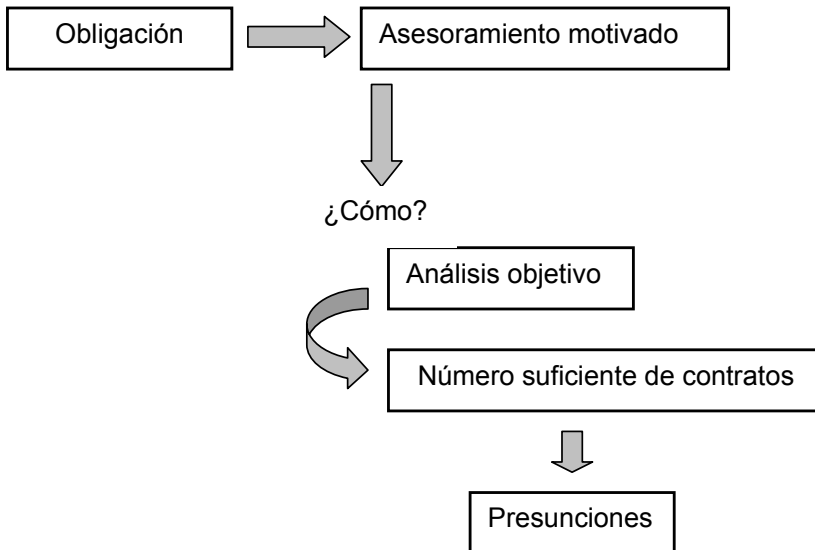 Obligación
Asesoramiento motivado
¿Cómo?
Análisis objetivo
Número suficiente de contratos
Presunciones